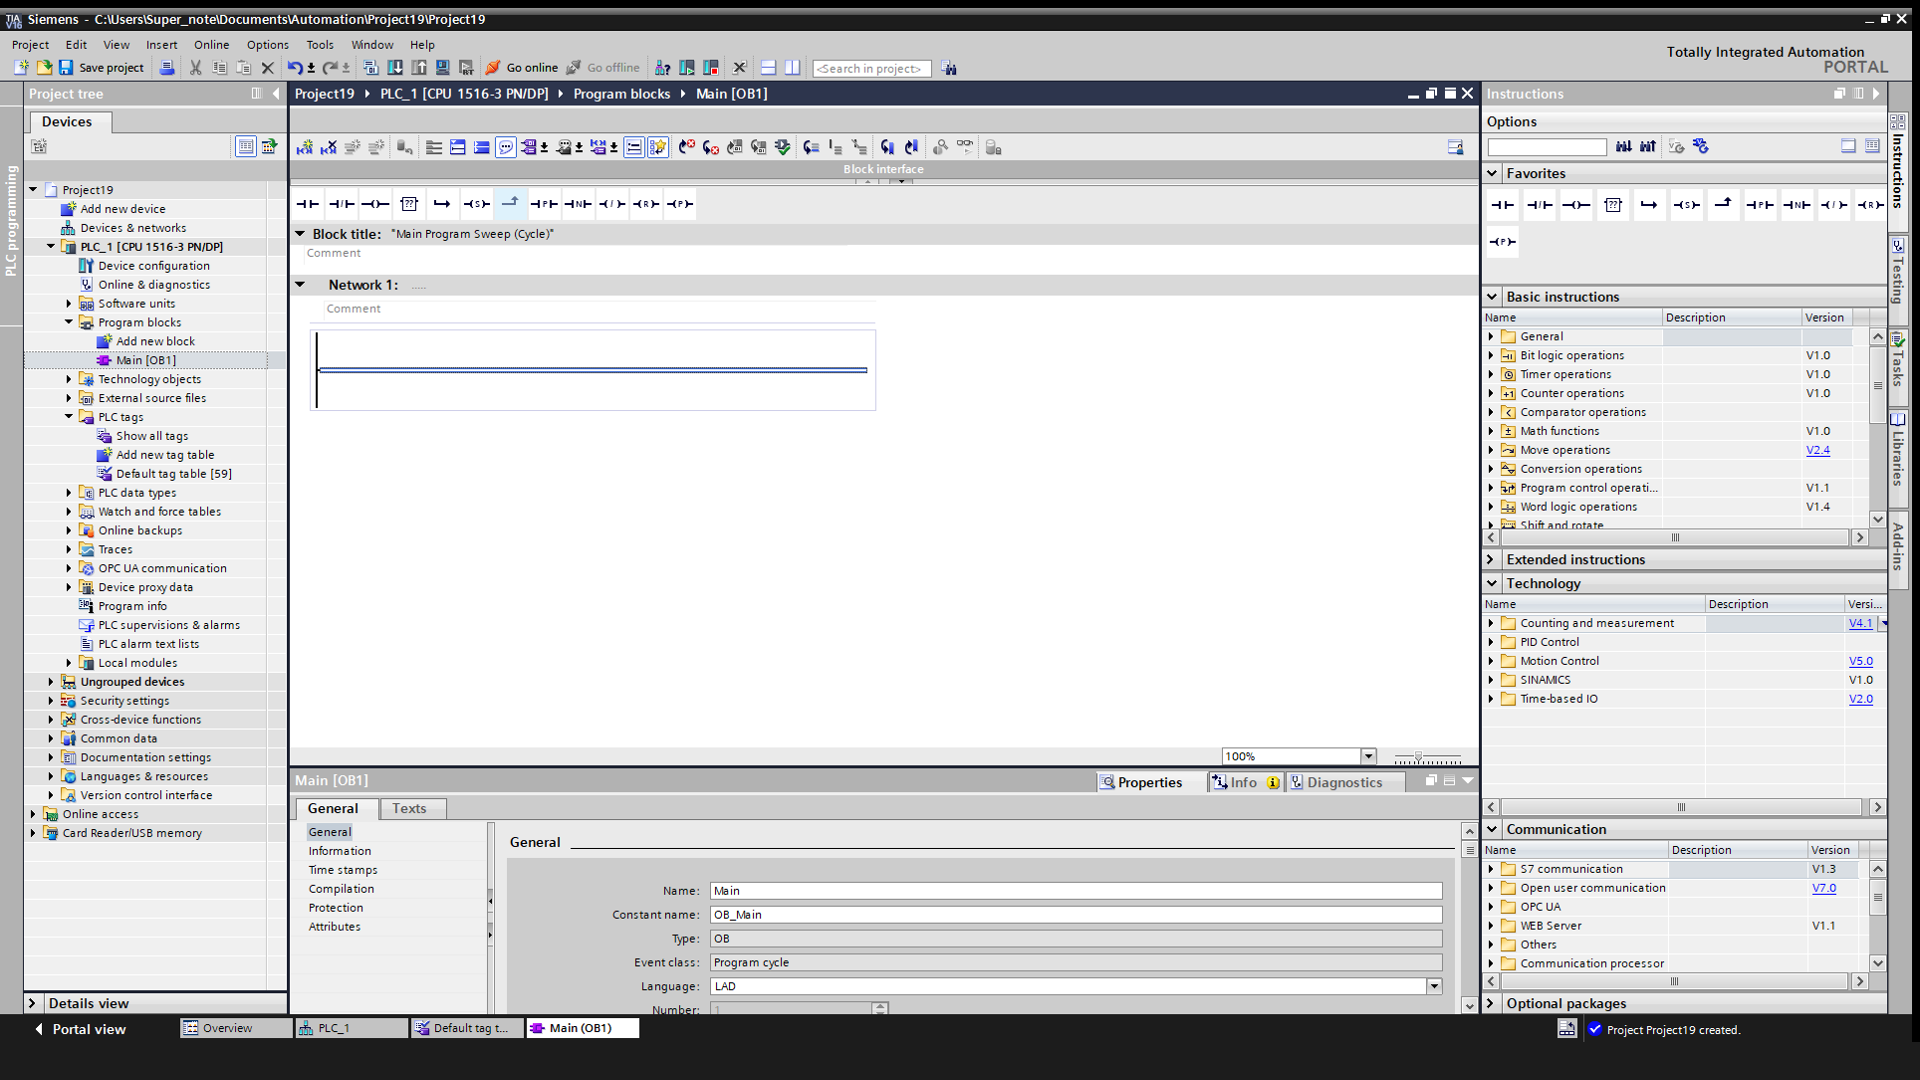 Siemens - C:\Users\Super_note\Documents\Automation\Project19\Project19
Project Edit View Insert Online Options Tools Window Help
Totally Integrated Automation
PORTAL
Save project
Go online
Go offline
<Search in project>
Project tree
Project19 PLC_1 [CPU 1516-3 PN/DP] Program blocks Main [OB1]
Instructions
Devices
Options
PLC programming
Block interface
Favorites
Block title: "Main Program Sweep (Cycle)"
Comment
Network 1: .....
Comment
Project19
Add new device
Devices & networks
PLC_1 [CPU 1516-3 PN/DP]
Device configuration
Online & diagnostics
Software units
Program blocks
Add new block
Main [OB1]
Technology objects
External source files
PLC tags
Show all tags
Add new tag table
Default tag table [59]
PLC data types
Watch and force tables
Online backups
Traces
OPC UA communication
Device proxy data
Program info
PLC supervisions & alarms
PLC alarm text lists
Local modules
Ungrouped devices
Security settings
Cross-device functions
Common data
Documentation settings
Languages & resources
Version control interface
Online access
Card Reader/USB memory
Details view
100%
Main [OB1]
Properties
Info
Diagnostics
General
Texts
General
Information
Time stamps
Compilation
Protection
Attributes
General
Name: Main
Constant name: OB_Main
Type: OB
Event class: Program cycle
Language: LAD
Number: 1
Basic instructions
Name Description Version
General
Bit logic operations V1.0
Timer operations V1.0
Counter operations V1.0
Comparator operations
Math functions V1.0
Move operations V2.4
Conversion operations
Program control operati... V1.1
Word logic operations V1.4
Shift and rotate
Extended instructions
Technology
Name Description Versi...
Counting and measurement V4.1
PID Control
Motion Control V5.0
SINAMICS V1.0
Time-based IO V2.0
Communication
Name Description Version
S7 communication V1.3
Open user communication V7.0
OPC UA
WEB Server V1.1
Others
Communication processor
Optional packages
Instructions
Testing
Tasks
Libraries
Add-ins
Portal view
Overview
PLC_1
Default tag t...
Main (OB1)
Project Project19 created.